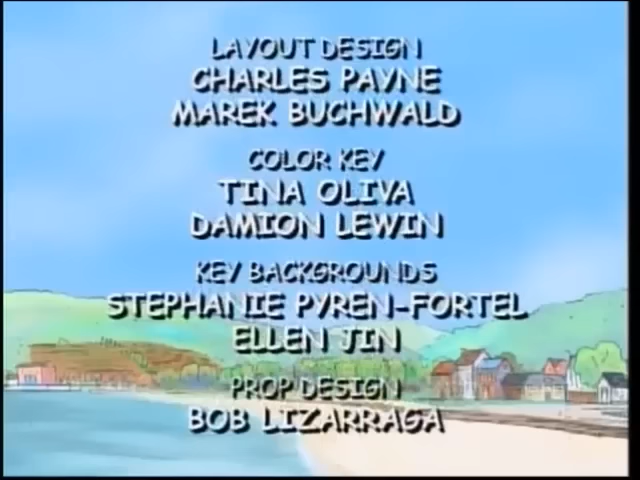 LAYOUT DESIGN
CHARLES PAYNE
MAREK BUCHWALD
COLOR KEY
TINA OLIVA
DAMION LEWIN
KEY BACKGROUNDS
STEPHANIE PYREN-FORTEL
ELLEN JIN
PROP DESIGN
BOB LIZARRAGA